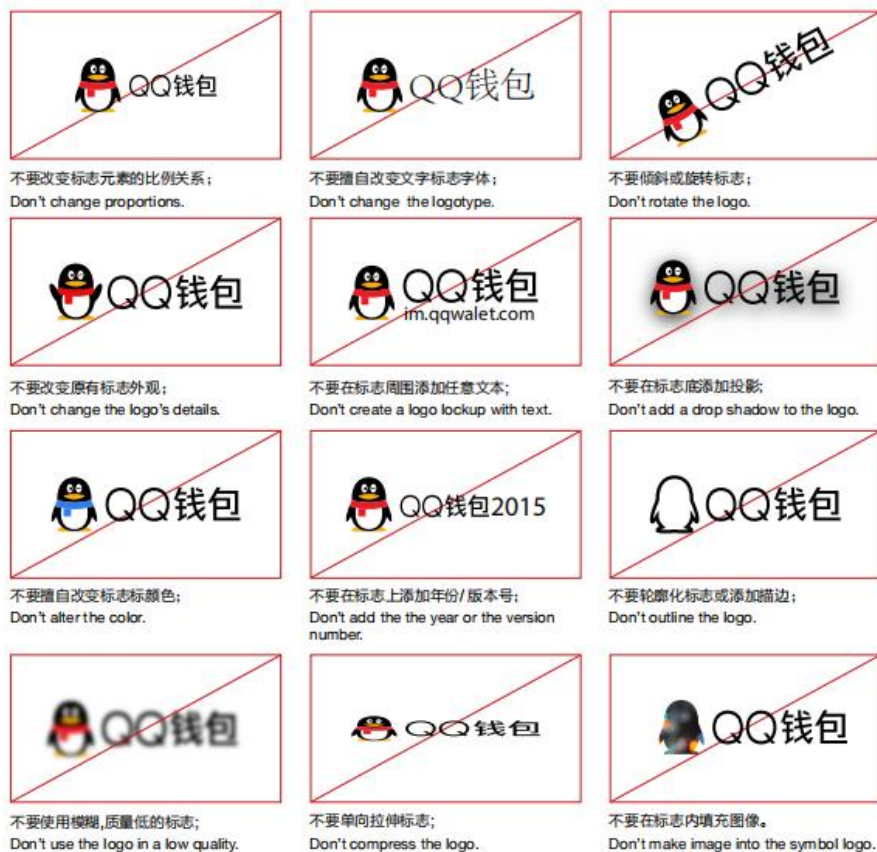 QQ钱包
QQ钱包
QQ钱包
不要改变标志元素的比例关系；
Don't change proportions.
不要擅自改变文字标志字体；
Don't change the logotype.
不要倾斜或旋转标志；
Don't rotate the logo.
QQ钱包
QQ钱包
im.qqwalet.com
QQ钱包
不要改变原有标志外观；
Don't change the logo's details.
不要在标志周围添加任意文本；
Don't create a logo lockup with text.
不要在标志底添加投影；
Don't add a drop shadow to the logo.
QQ钱包
QQ钱包2015
QQ钱包
不要擅自改变标志标颜色；
Don't alter the color.
不要在标志上添加年份/版本号；
Don't add the the year or the version
number.
不要轮廓化标志或添加描边；
Don't outline the logo.
QQ钱包
QQ钱包
QQ钱包
不要使用模糊,质量低的标志；
Don't use the logo in a low quality.
不要单向拉伸标志；
Don't compress the logo.
不要在标志内填充图像。
Don't make image into the symbol logo.